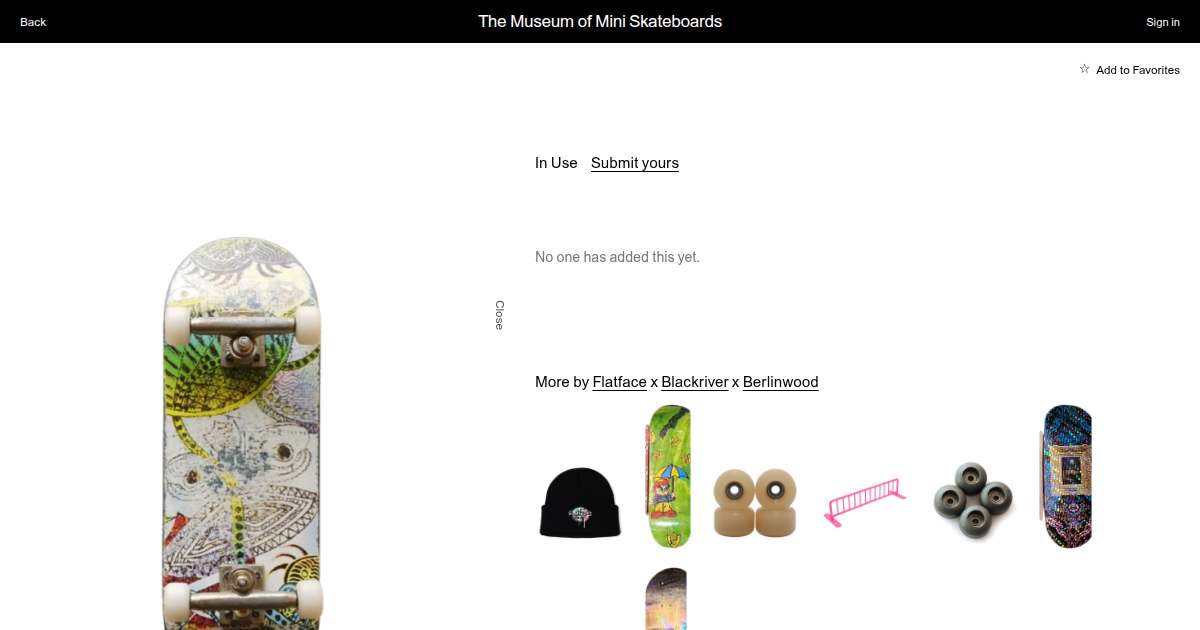 Back
The Museum of Mini Skateboards
Sign in
☆ Add to Favorites
In Use Submit yours
No one has added this yet.
Close
More by Flatface x Blackriver x Berlinwood